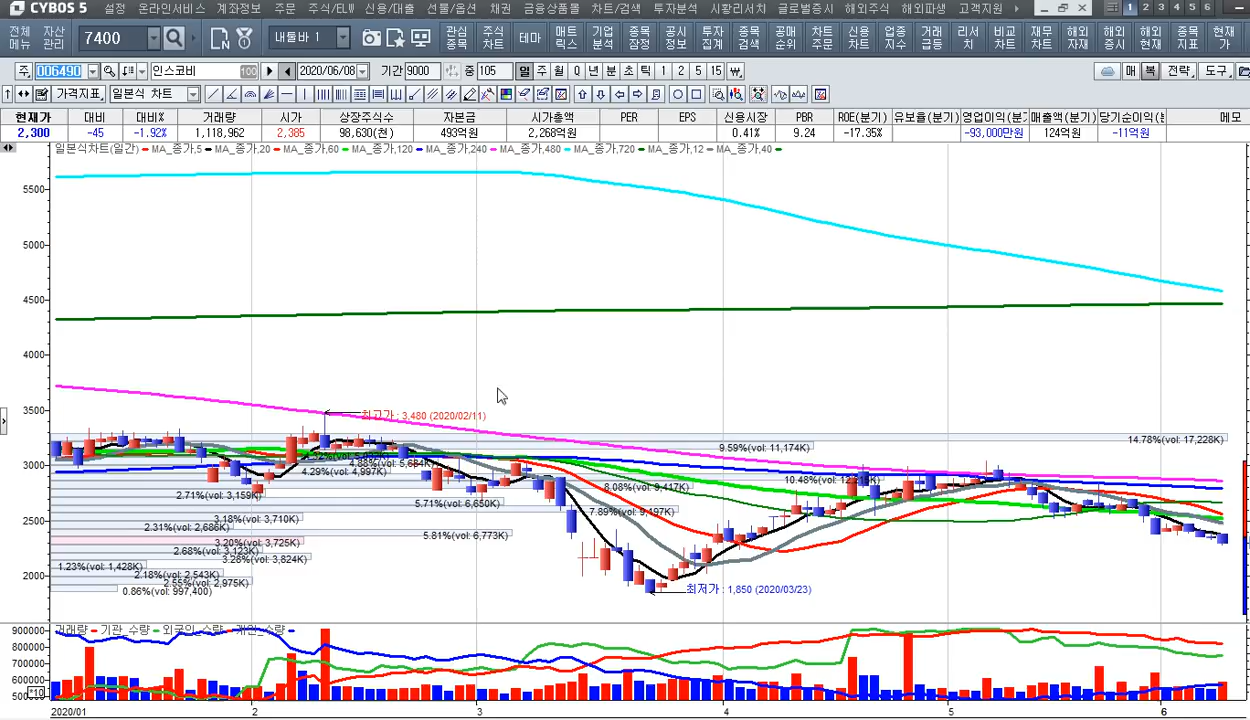 CYBOS 5 설정 온라인서비스 계좌정보 주문 주식/ELW 신용/대출 선물/옵션 채권 금융상품몰 차트/검색 투자분석 시황리서치 글로벌증시 해외주식 해외파생 고객지원 1 2 3 4 5 6
전체메뉴 자산관리 7400 내툴바 1 관심종목 주식차트 테마 매트릭스 기업분석 종목잠정 공시정보 투자집계 종목검색 공매순위 차트주문 신용차트 업종지수 거래급등 리서치 비교차트 재무차트 해외자재 해외증시 해외현재 종목지표 현재가
주 006490 인스코비 100 2020/06/08 기간 9000 중 105 일 주 월 Q 년 분 초 틱 1 2 5 15 ₩ 매 복 전략 도구
가격지표 일본식 차트
현재가 대비 대비% 거래량 시가 상장주식수 자본금 시가총액 PER EPS 신용시장 PBR ROE(분기) 유보율(분기) 영업이익(분기 매출액(분기) 당기순이익(분 메모
2,300 -45 -1.92% 1,118,962 2,385 98,630(천) 493억원 2,268억원 0.41% 9.24 -17.35% -93,000만원 124억원 -11억원
일본식차트(일간) MA_종가,5 MA_종가,20 MA_종가,60 MA_종가,120 MA_종가,240 MA_종가,480 MA_종가,720 MA_종가,12 MA_종가,40
5500
5000
4500
4000
3500
최고가 : 3,480 (2020/02/11)
14.78%(vol: 17,228K)
9.59%(vol: 11,174K)
3000
4.88%(vol: 5,684K)
4.29%(vol: 4,997K)
10.48%(vol: 12,215K)
8.08%(vol: 9,417K)
2.71%(vol: 3,159K)
5.71%(vol: 6,650K)
7.89%(vol: 9,197K)
2500
3.18%(vol: 3,710K)
2.31%(vol: 2,686K)
5.81%(vol: 6,773K)
3.20%(vol: 3,725K)
2.68%(vol: 3,123K)
3.28%(vol: 3,824K)
1.23%(vol: 1,428K)
2000
2.18%(vol: 2,543K)
2.55%(vol: 2,975K)
0.86%(vol: 997,400)
최저가 : 1,850 (2020/03/23)
거래량 기관_수량 외국인_수량 개인_수량
900000
800000
700000
600000
*10
2020/01 2 3 4 5 6